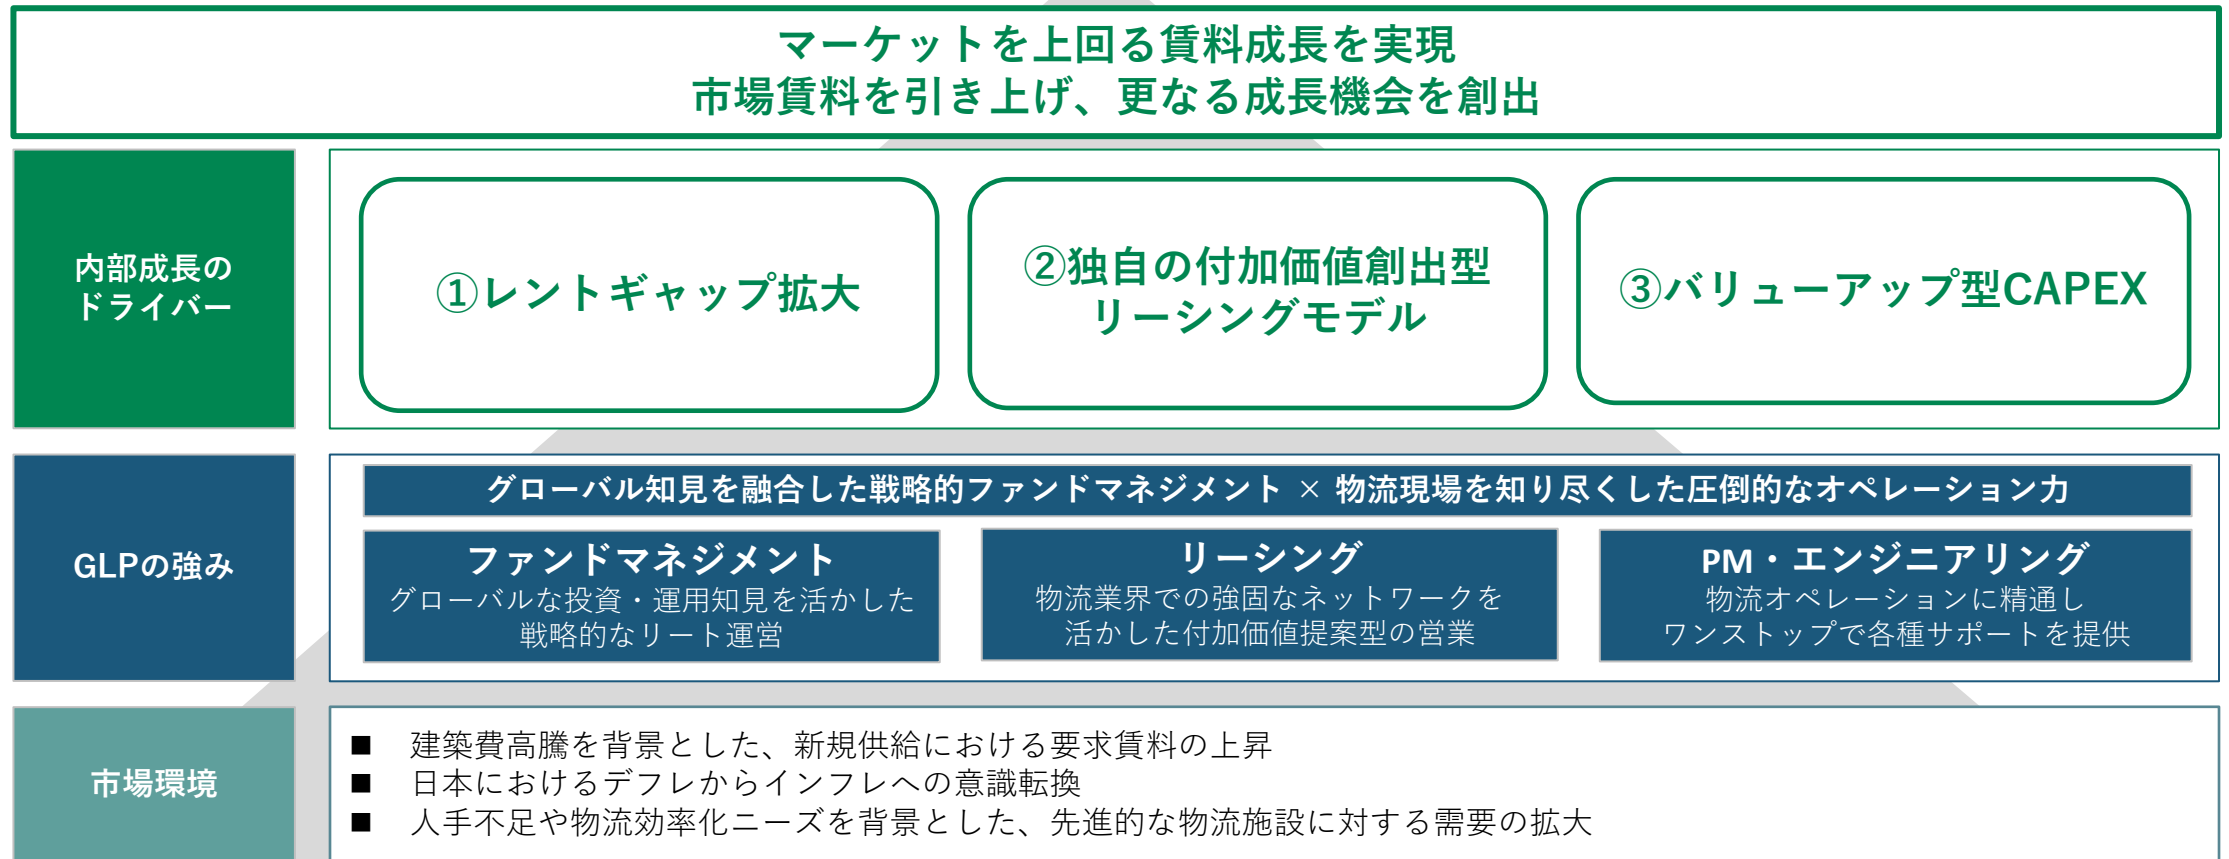 マーケットを上回る賃料成長を実現
市場賃料を引き上げ、更なる成長機会を創出
内部成長の
ドライバー
①レントギャップ拡大
②独自の付加価値創出型
リーシングモデル
③バリューアップ型CAPEX
GLPの強み
グローバル知見を融合した戦略的ファンドマネジメント × 物流現場を知り尽くした圧倒的なオペレーション力
ファンドマネジメント
グローバルな投資・運用知見を活かした
戦略的なリート運営
リーシング
物流業界での強固なネットワークを
活かした付加価値提案型の営業
PM・エンジニアリング
物流オペレーションに精通し
ワンストップで各種サポートを提供
市場環境
■ 建築費高騰を背景とした、新規供給における要求賃料の上昇
■ 日本におけるデフレからインフレへの意識転換
■ 人手不足や物流効率化ニーズを背景とした、先進的な物流施設に対する需要の拡大